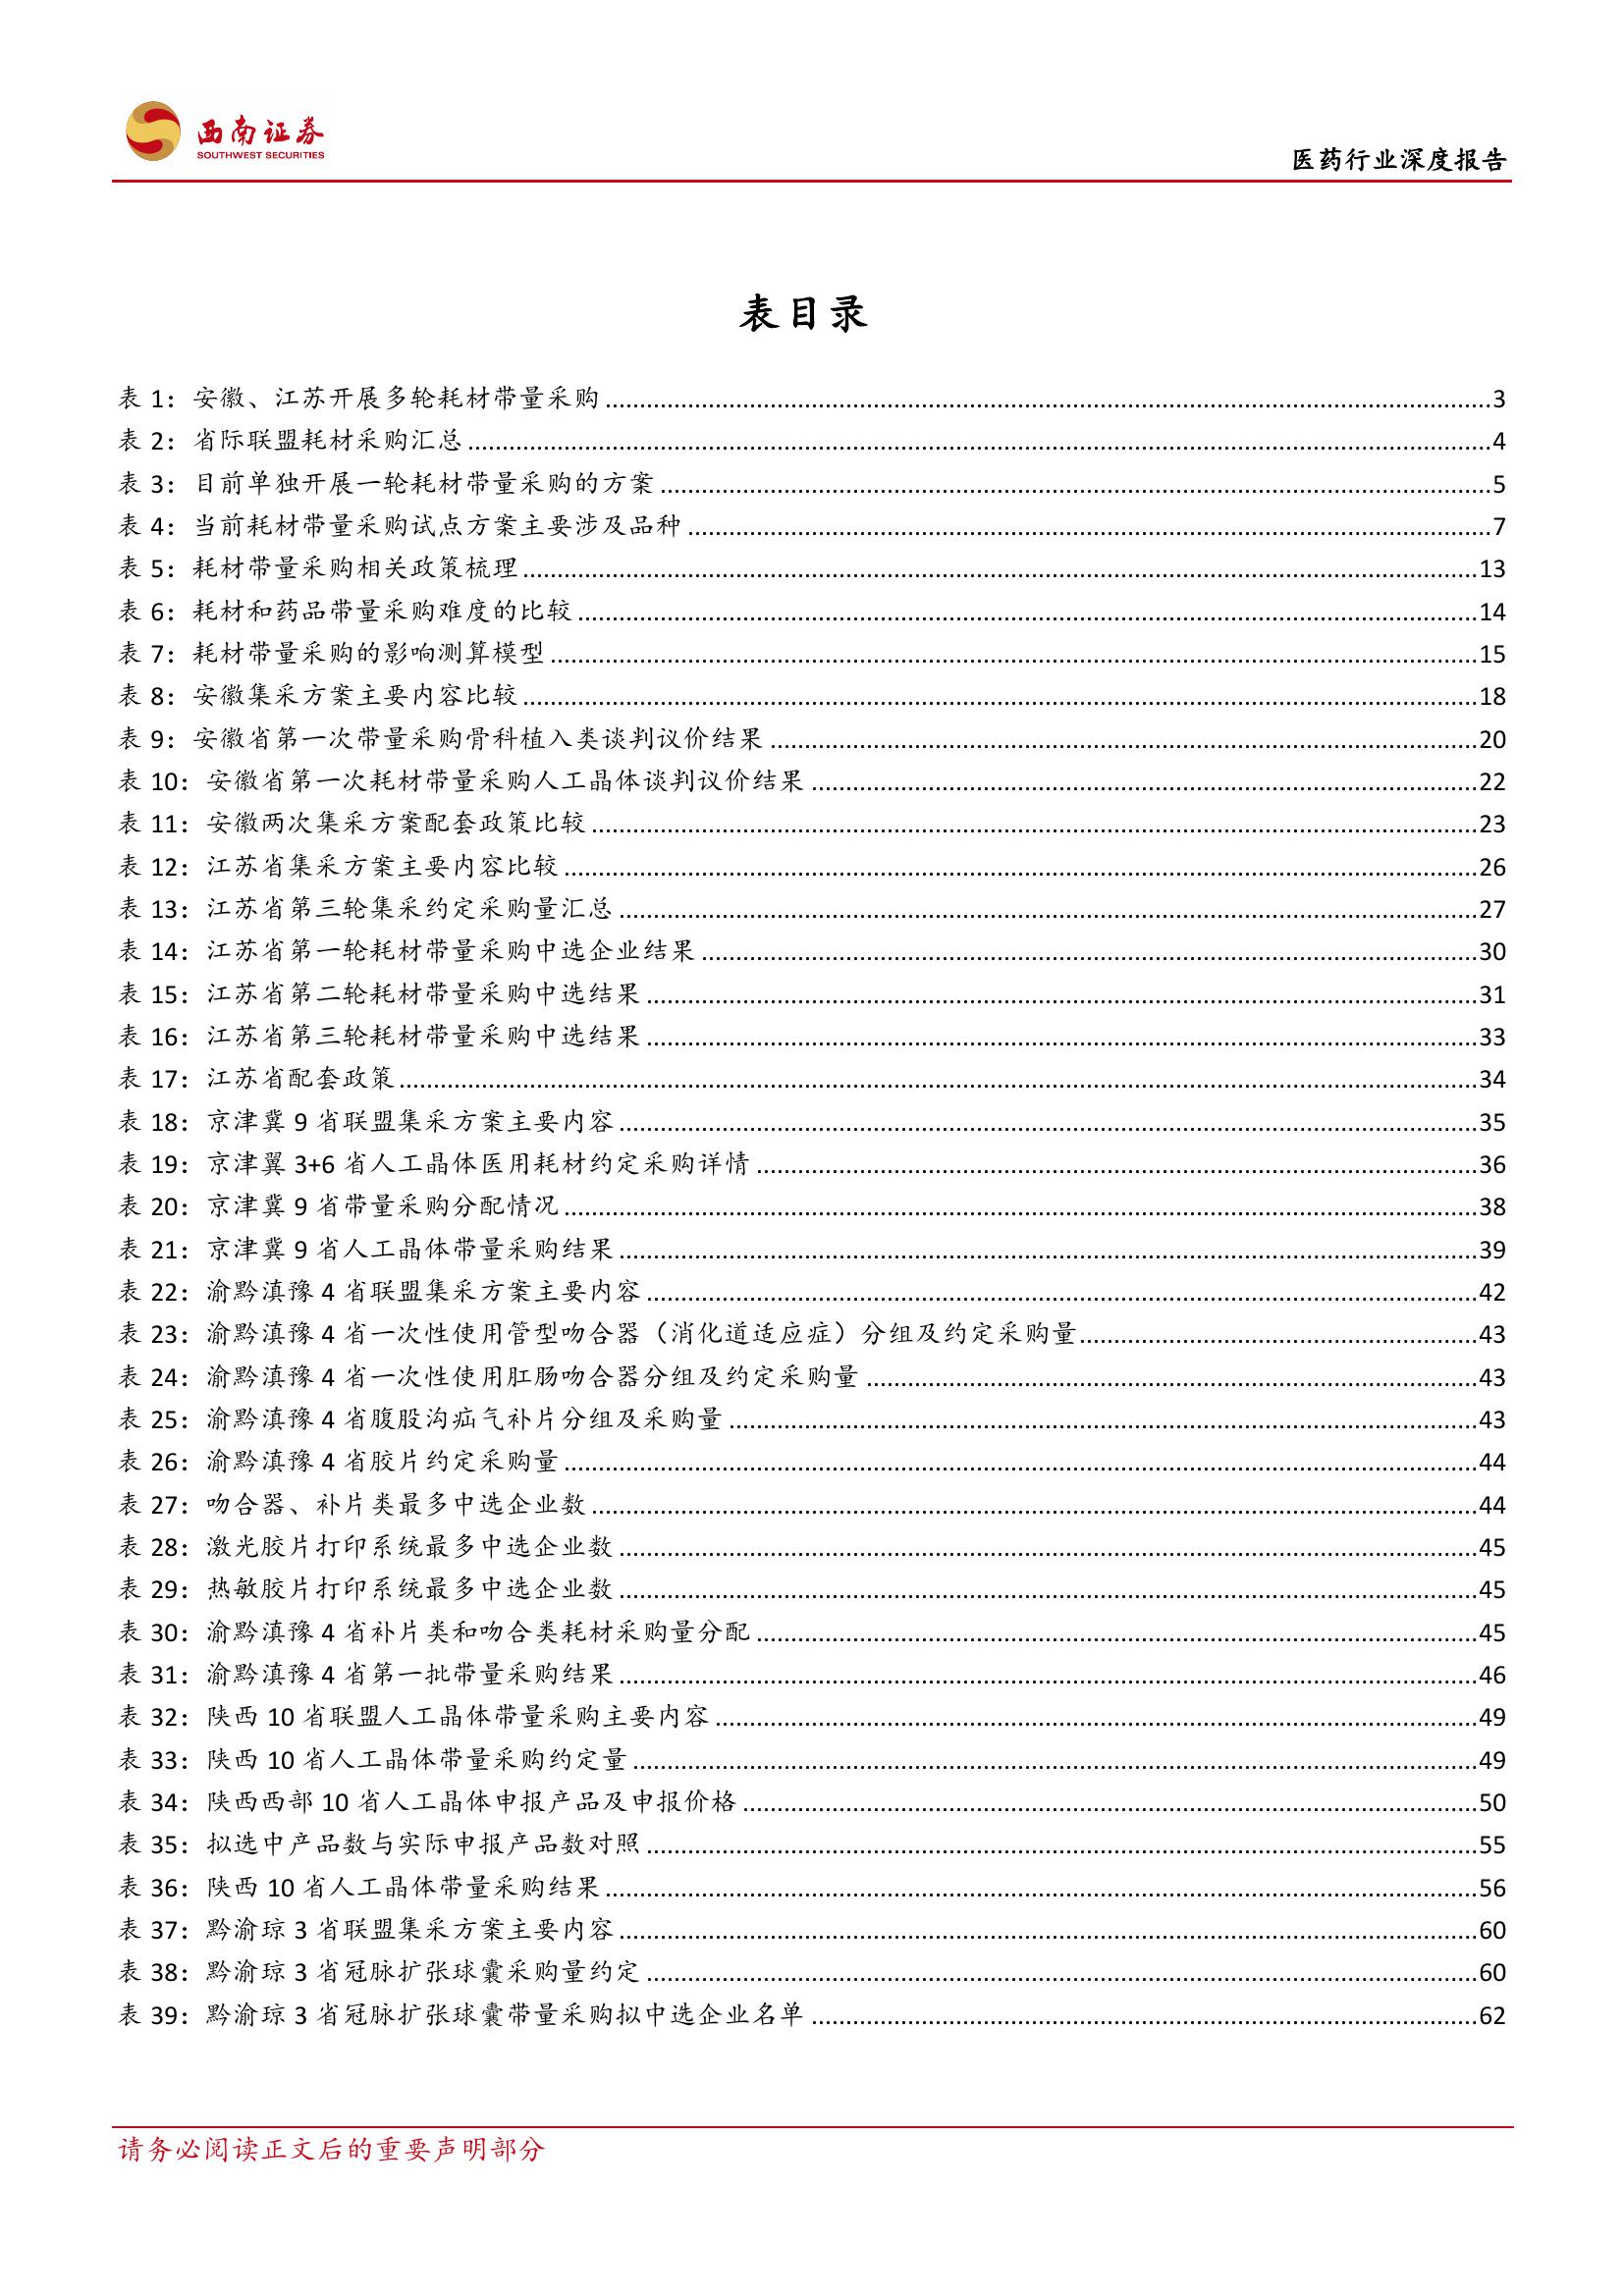 西南证券
SOUTHWEST SECURITIES
医药行业深度报告
表目录
表 1：安徽、江苏开展多轮耗材带量采购 3
表 2：省际联盟耗材采购汇总 4
表 3：目前单独开展一轮耗材带量采购的方案 5
表 4：当前耗材带量采购试点方案主要涉及品种 7
表 5：耗材带量采购相关政策梳理 13
表 6：耗材和药品带量采购难度的比较 14
表 7：耗材带量采购的影响测算模型 15
表 8：安徽集采方案主要内容比较 18
表 9：安徽省第一次带量采购骨科植入类谈判议价结果 20
表 10：安徽省第一次耗材带量采购人工晶体谈判议价结果 22
表 11：安徽两次集采方案配套政策比较 23
表 12：江苏省集采方案主要内容比较 26
表 13：江苏省第三轮集采约定采购量汇总 27
表 14：江苏省第一轮耗材带量采购中选企业结果 30
表 15：江苏省第二轮耗材带量采购中选结果 31
表 16：江苏省第三轮耗材带量采购中选结果 33
表 17：江苏省配套政策 34
表 18：京津冀 9 省联盟集采方案主要内容 35
表 19：京津翼 3+6 省人工晶体医用耗材约定采购详情 36
表 20：京津冀 9 省带量采购分配情况 38
表 21：京津冀 9 省人工晶体带量采购结果 39
表 22：渝黔滇豫 4 省联盟集采方案主要内容 42
表 23：渝黔滇豫 4 省一次性使用管型吻合器（消化道适应症）分组及约定采购量 43
表 24：渝黔滇豫 4 省一次性使用肛肠吻合器分组及约定采购量 43
表 25：渝黔滇豫 4 省腹股沟疝气补片分组及采购量 43
表 26：渝黔滇豫 4 省胶片约定采购量 44
表 27：吻合器、补片类最多中选企业数 44
表 28：激光胶片打印系统最多中选企业数 45
表 29：热敏胶片打印系统最多中选企业数 45
表 30：渝黔滇豫 4 省补片类和吻合类耗材采购量分配 45
表 31：渝黔滇豫 4 省第一批带量采购结果 46
表 32：陕西 10 省联盟人工晶体带量采购主要内容 49
表 33：陕西 10 省人工晶体带量采购约定量 49
表 34：陕西西部 10 省人工晶体申报产品及申报价格 50
表 35：拟选中产品数与实际申报产品数对照 55
表 36：陕西 10 省人工晶体带量采购结果 56
表 37：黔渝琼 3 省联盟集采方案主要内容 60
表 38：黔渝琼 3 省冠脉扩张球囊采购量约定 60
表 39：黔渝琼 3 省冠脉扩张球囊带量采购拟中选企业名单 62
请务必阅读正文后的重要声明部分